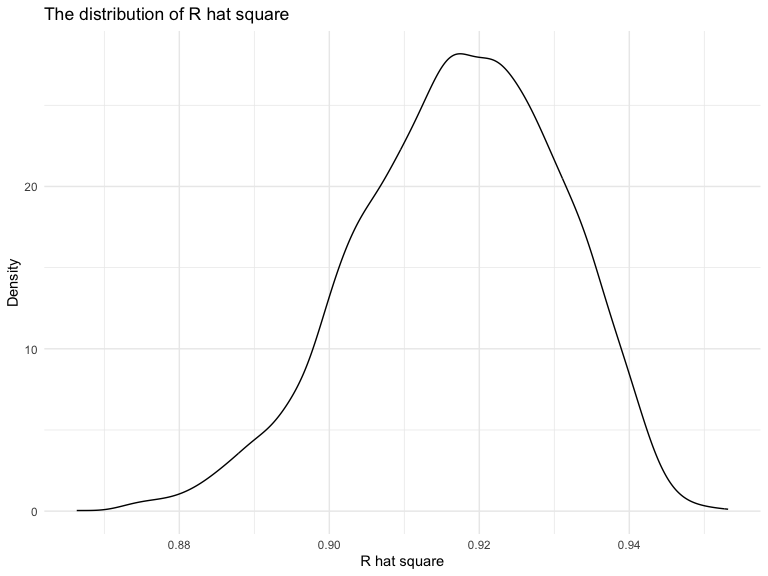 The distribution of R hat square
Density
20
10
0
0.88 0.90 0.92 0.94
R hat square